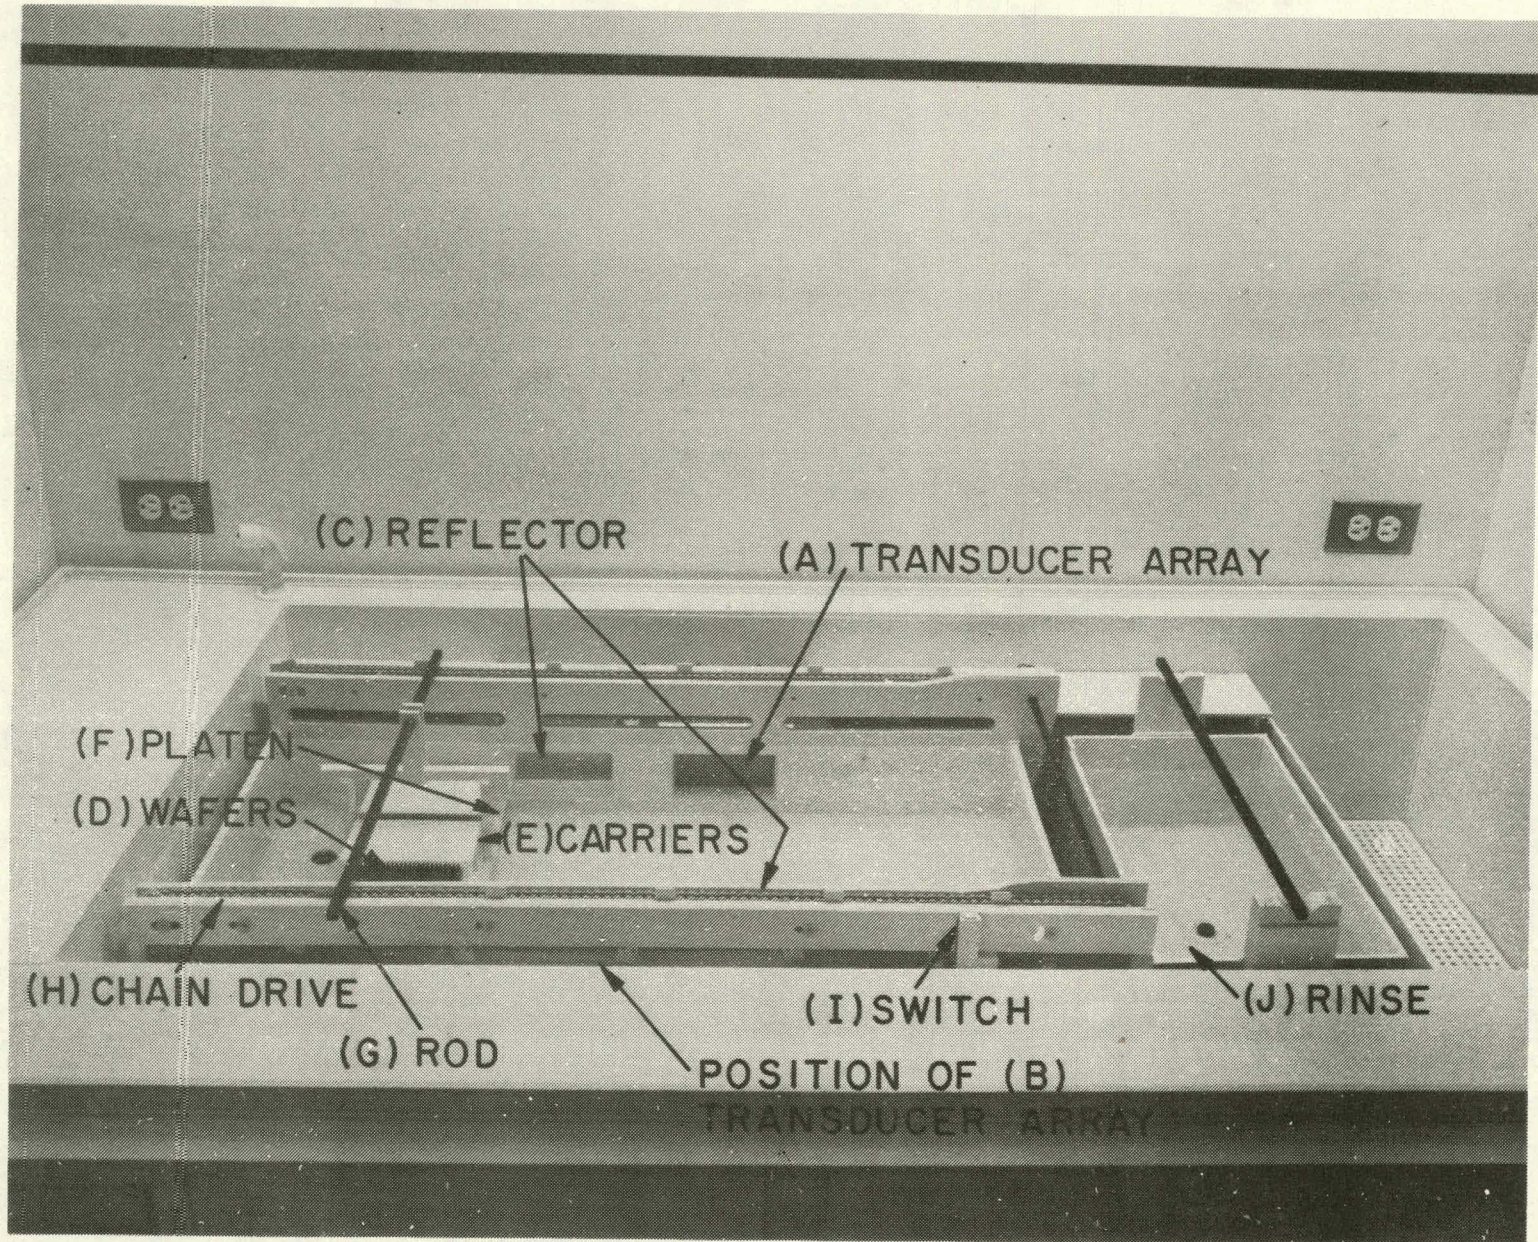 (C) REFLECTOR
(A) TRANSDUCER ARRAY
(F) PLATEN
(D) WAFERS
(E) CARRIERS
(H) CHAIN DRIVE
(I) SWITCH
(J) RINSE
(G) ROD
POSITION OF (B)
TRANSDUCER ARRAY